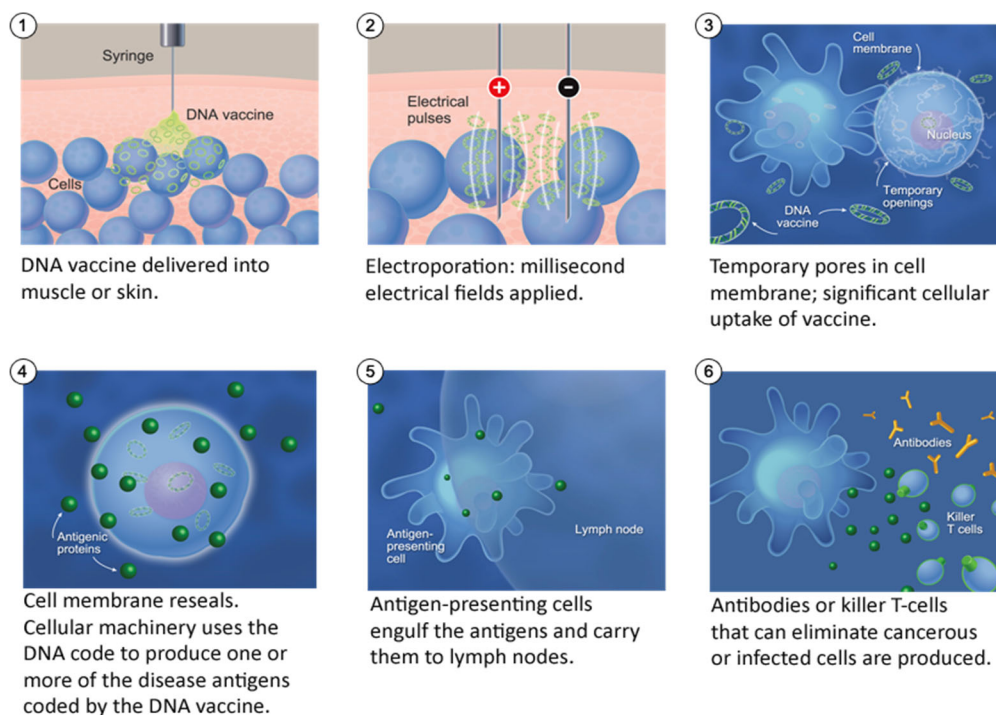 1
Syringe
DNA vaccine
Cells
DNA vaccine delivered into
muscle or skin.
2
Electrical
pulses
+
-
Electroporation: millisecond
electrical fields applied.
3
Cell
membrane
Nucleus
Temporary
openings
DNA
vaccine
Temporary pores in cell
membrane; significant cellular
uptake of vaccine.
4
Antigenic
proteins
Cell membrane reseals.
Cellular machinery uses the
DNA code to produce one or
more of the disease antigens
coded by the DNA vaccine.
5
Antigen-
presenting
cell
Lymph node
Antigen-presenting cells
engulf the antigens and carry
them to lymph nodes.
6
Antibodies
Killer
T cells
Antibodies or killer T-cells
that can eliminate cancerous
or infected cells are produced.